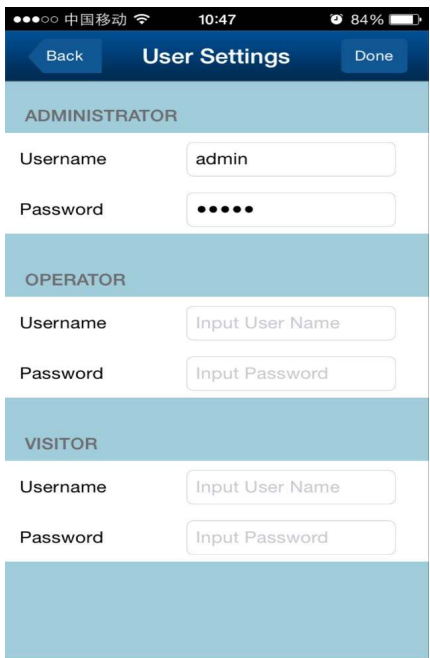 中国移动 10:47 84%
Back User Settings Done
ADMINISTRATOR
Username admin
Password •••••
OPERATOR
Username Input User Name
Password Input Password
VISITOR
Username Input User Name
Password Input Password